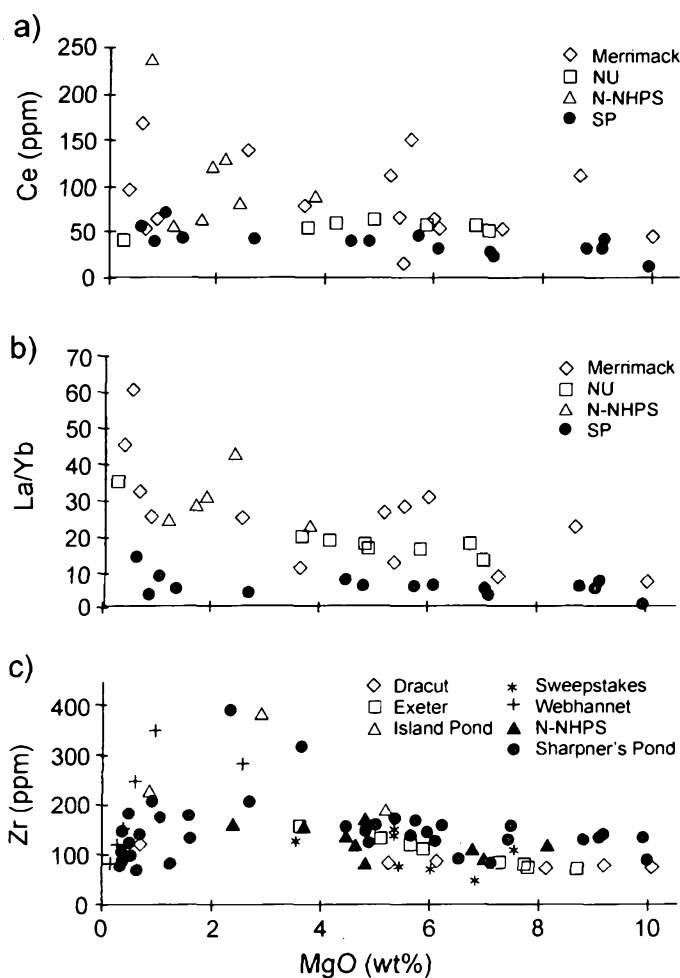 a)
Ce (ppm)
250
200
150
100
50
0
Merrimack
NU
N-NHPS
SP
b)
La/Yb
70
60
50
40
30
20
10
0
Merrimack
NU
N-NHPS
SP
c)
Zr (ppm)
400
300
200
100
0
Dracut
Exeter
Island Pond
Sweepstakes
Webhannet
N-NHPS
Sharpner's Pond
0 2 4 6 8 10
MgO (wt%)